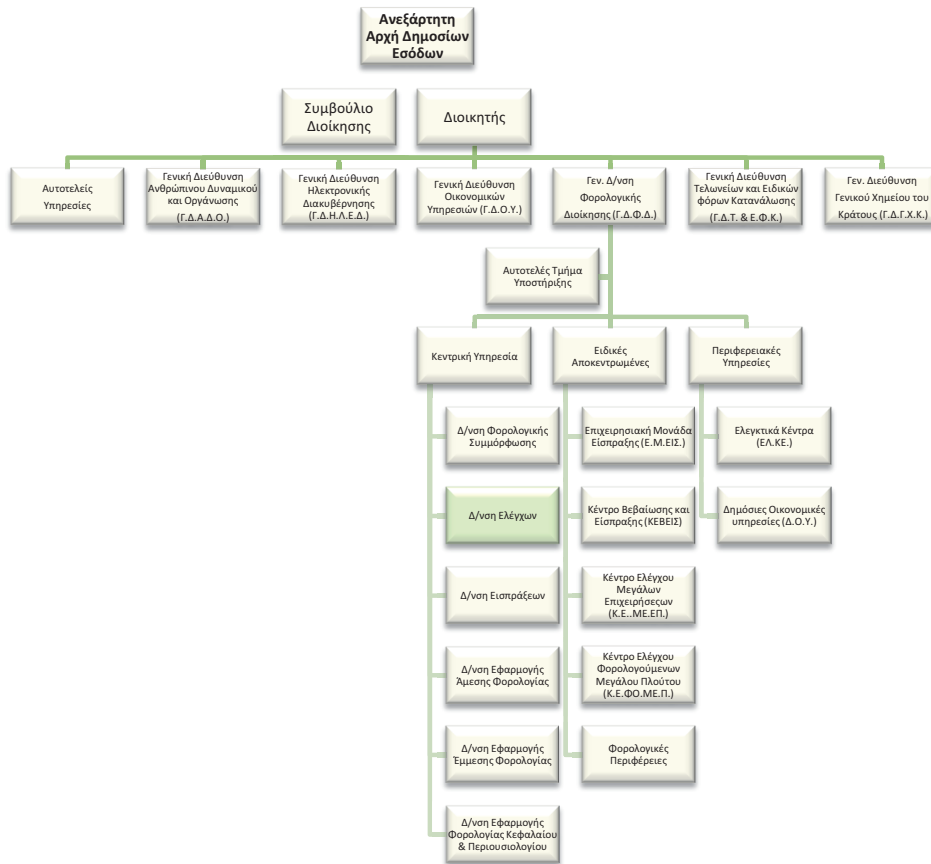 Ανεξάρτητη
Αρχή Δημοσίων
Εσόδων
Συμβούλιο
Διοίκησης
Διοικητής
Αυτοτελείς
Υπηρεσίες
Γενική Διεύθυνση
Ανθρώπινου Δυναμικού
και Οργάνωσης
(Γ.Δ.Α.Δ.Ο.)
Γενική Διεύθυνση
Ηλεκτρονικής
Διακυβέρνησης
(Γ.Δ.Η.Λ.Ε.Δ.)
Γενική Διεύθυνση
Οικονομικών
Υπηρεσιών (Γ.Δ.Ο.Υ.)
Γεν. Δ/νση
Φορολογικής
Διοίκησης (Γ.Δ.Φ.Δ.)
Γενική Διεύθυνση
Τελωνείων και Ειδικών
φόρων Κατανάλωσης
(Γ.Δ.Τ. & Ε.Φ.Κ.)
Γεν. Διεύθυνση
Γενικού Χημείου του
Κράτους (Γ.Δ.Γ.Χ.Κ.)
Αυτοτελές Τμήμα
Υποστήριξης
Κεντρική Υπηρεσία
Ειδικές
Αποκεντρωμένες
Περιφερειακές
Υπηρεσίες
Δ/νση Φορολογικής
Συμμόρφωσης
Δ/νση Ελέγχων
Δ/νση Εισπράξεων
Δ/νση Εφαρμογής
Άμεσης Φορολογίας
Δ/νση Εφαρμογής
Έμμεσης Φορολογίας
Δ/νση Εφαρμογής
Φορολογίας Κεφαλαίου
& Περιουσιολογίου
Επιχειρησιακή Μονάδα
Είσπραξης (Ε.Μ.ΕΙΣ.)
Κέντρο Βεβαίωσης και
Είσπραξης (ΚΕΒΕΙΣ)
Κέντρο Ελέγχου
Μεγάλων
Επιχειρήσεςων
(Κ.Ε..ΜΕ.ΕΠ.)
Κέντρο Ελέγχου
Φορολογούμενων
Μεγάλου Πλούτου
(Κ.Ε.ΦΟ.ΜΕ.Π.)
Φορολογικές
Περιφέρειες
Ελεγκτικά Κέντρα
(ΕΛ.ΚΕ.)
Δημόσιες Οικονομικές
υπηρεσίες (Δ.Ο.Υ.)